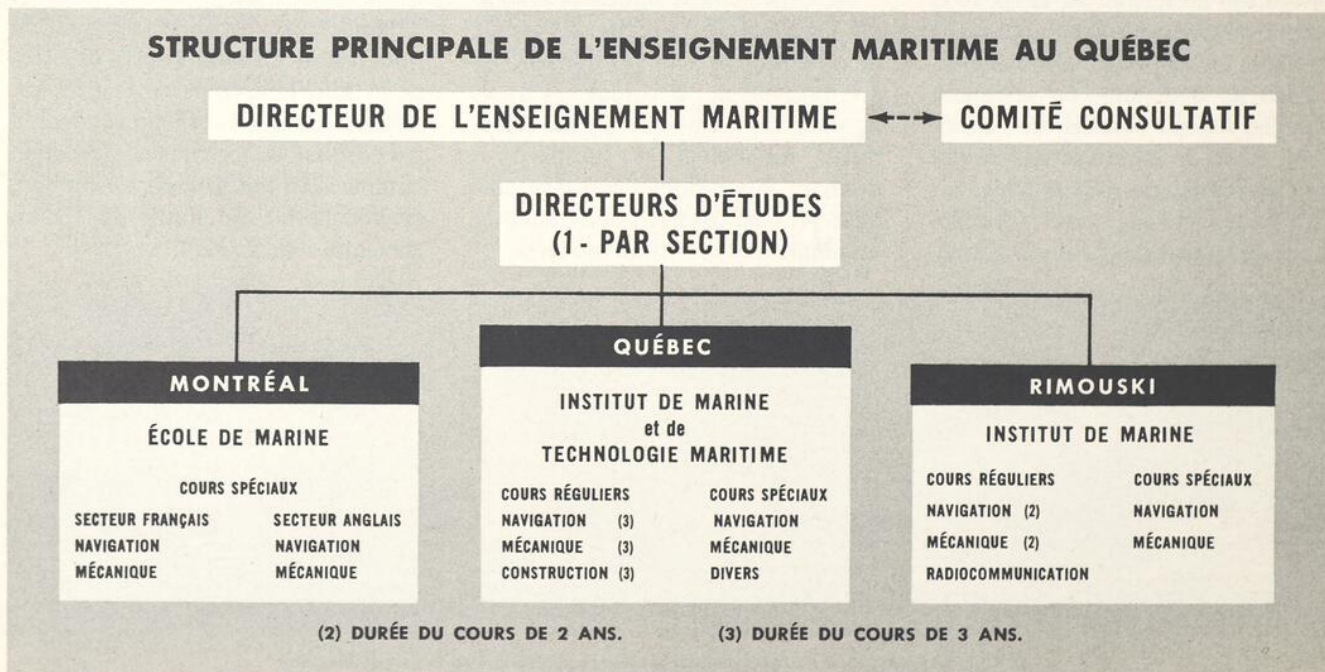 STRUCTURE PRINCIPALE DE L'ENSEIGNEMENT MARITIME AU QUÉBEC
DIRECTEUR DE L'ENSEIGNEMENT MARITIME
COMITÉ CONSULTATIF
DIRECTEURS D'ÉTUDES
(1 - PAR SECTION)
MONTRÉAL
ÉCOLE DE MARINE
COURS SPÉCIAUX
SECTEUR FRANÇAIS
NAVIGATION
MÉCANIQUE
SECTEUR ANGLAIS
NAVIGATION
MÉCANIQUE
QUÉBEC
INSTITUT DE MARINE
et de
TECHNOLOGIE MARITIME
COURS RÉGULIERS
NAVIGATION (3)
MÉCANIQUE (3)
CONSTRUCTION (3)
COURS SPÉCIAUX
NAVIGATION
MÉCANIQUE
DIVERS
RIMOUSKI
INSTITUT DE MARINE
COURS RÉGULIERS
NAVIGATION (2)
MÉCANIQUE (2)
RADIOCOMMUNICATION
COURS SPÉCIAUX
NAVIGATION
MÉCANIQUE
(2) DURÉE DU COURS DE 2 ANS.
(3) DURÉE DU COURS DE 3 ANS.